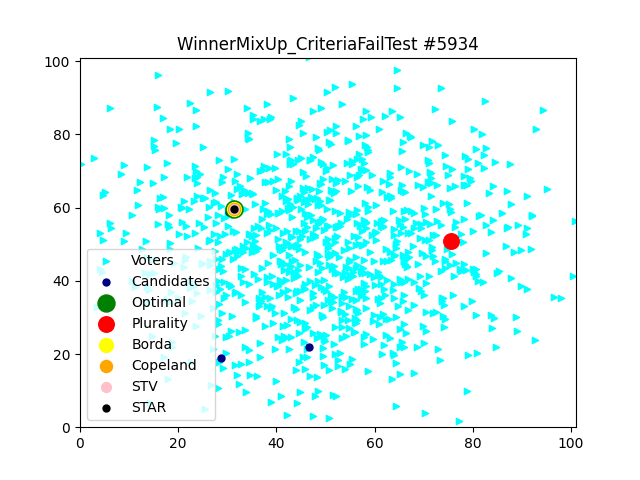 WinnerMixUp_CriteriaFailTest #5934
100
80
60
40
20
0
Voters
Candidates
Optimal
Plurality
Borda
Copeland
STV
STAR
0 20 40 60 80 100